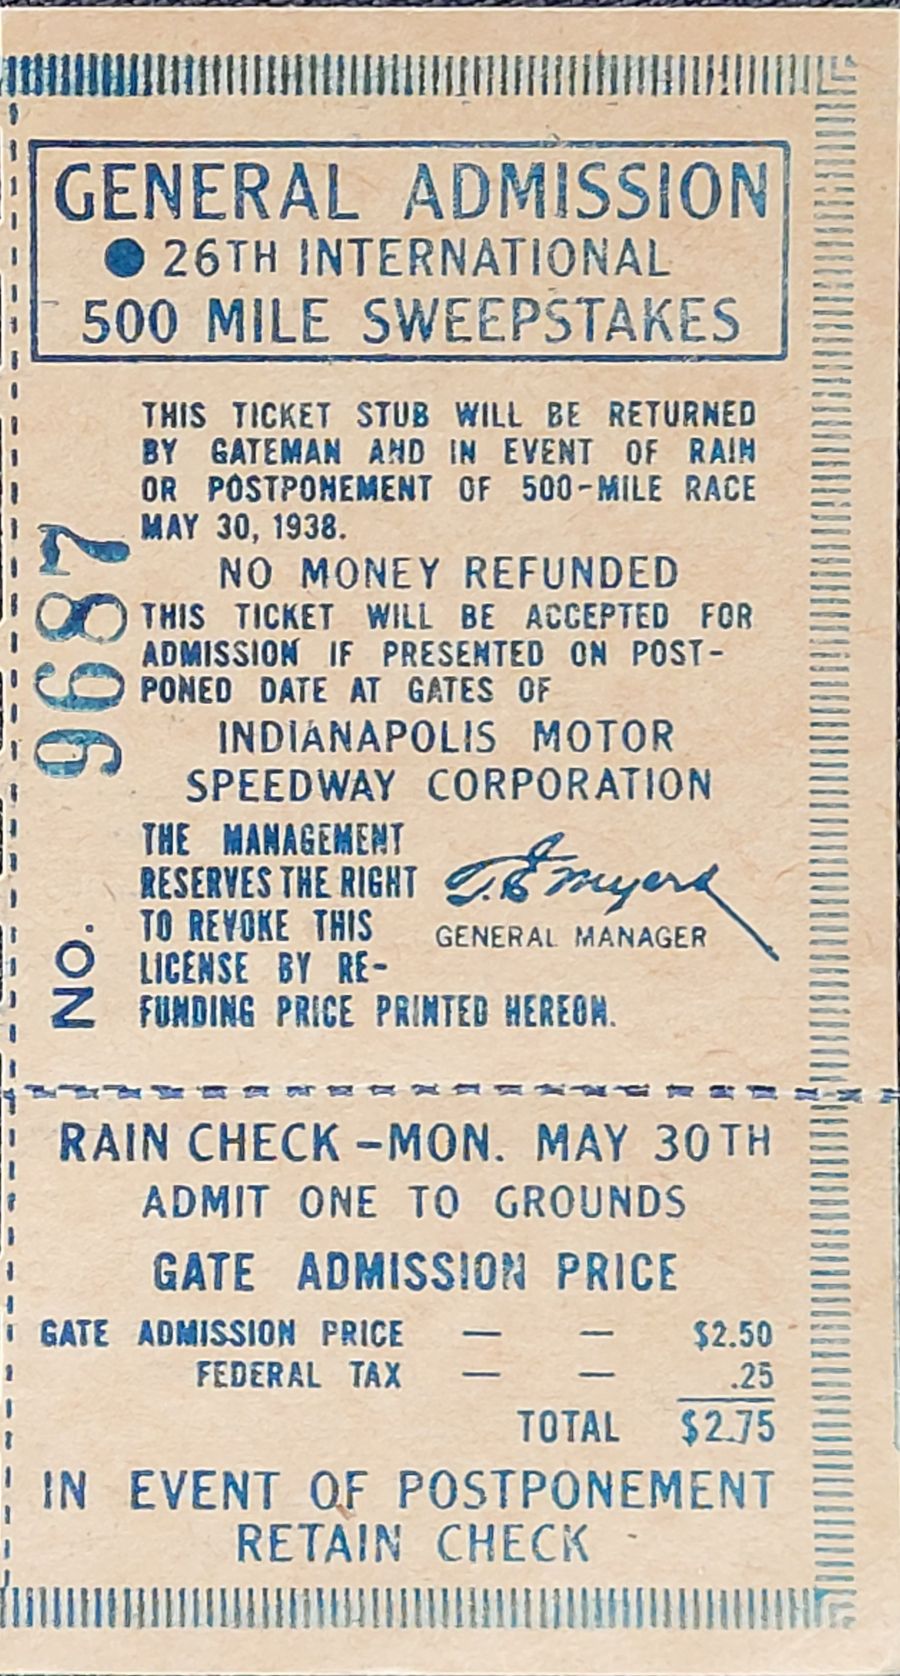 GENERAL ADMISSION
● 26TH INTERNATIONAL
500 MILE SWEEPSTAKES
THIS TICKET STUB WILL BE RETURNED
BY GATEMAN AND IN EVENT OF RAIN
OR POSTPONEMENT OF 500-MILE RACE
MAY 30, 1938.
NO MONEY REFUNDED
THIS TICKET WILL BE ACCEPTED FOR
ADMISSION IF PRESENTED ON POST-
PONED DATE AT GATES OF
INDIANAPOLIS MOTOR
SPEEDWAY CORPORATION
THE MANAGEMENT
RESERVES THE RIGHT
TO REVOKE THIS
LICENSE BY RE-
FUNDING PRICE PRINTED HEREON.
T. E. Myers
GENERAL MANAGER
NO. 9687
RAIN CHECK - MON. MAY 30TH
ADMIT ONE TO GROUNDS
GATE ADMISSION PRICE
GATE ADMISSION PRICE — — $2.50
FEDERAL TAX — — .25
TOTAL $2.75
IN EVENT OF POSTPONEMENT
RETAIN CHECK